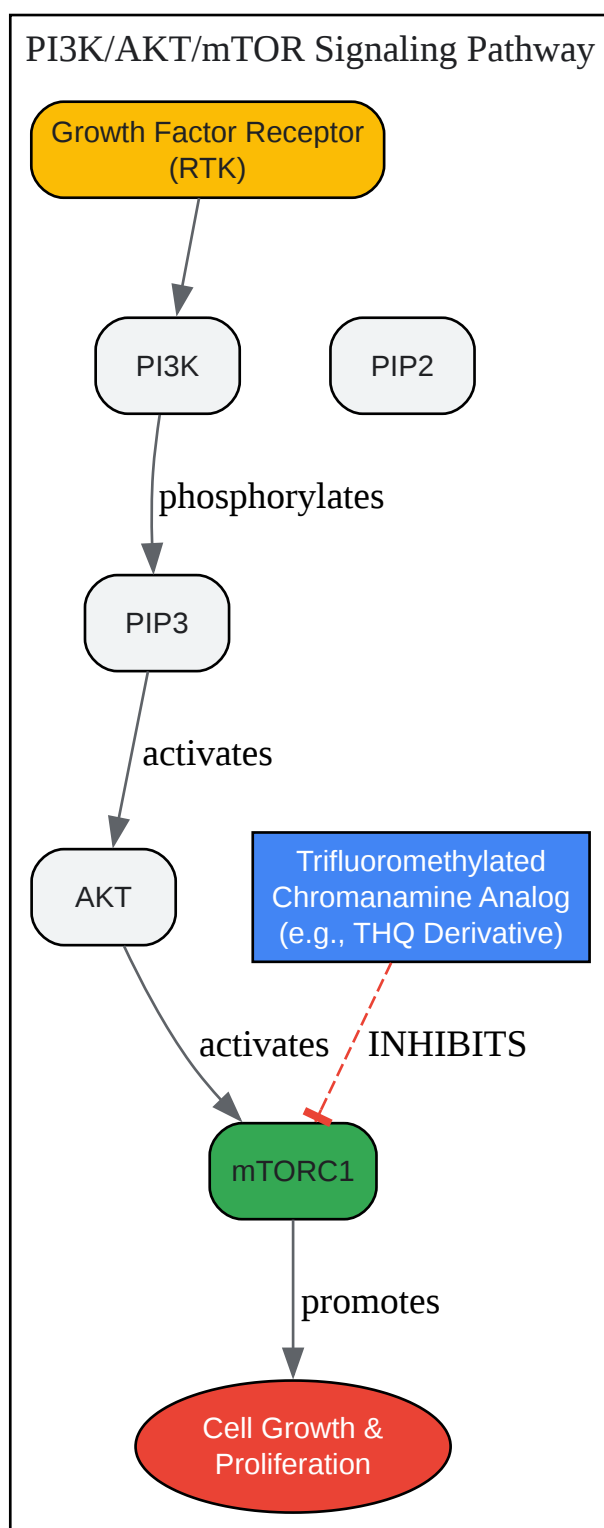 PI3K/AKT/mTOR Signaling Pathway
Growth Factor Receptor
(RTK)
PI3K
PIP2
phosphorylates
PIP3
activates
AKT
Trifluoromethylated
Chromanamine Analog
(e.g., THQ Derivative)
activates
INHIBITS
mTORC1
promotes
Cell Growth &
Proliferation